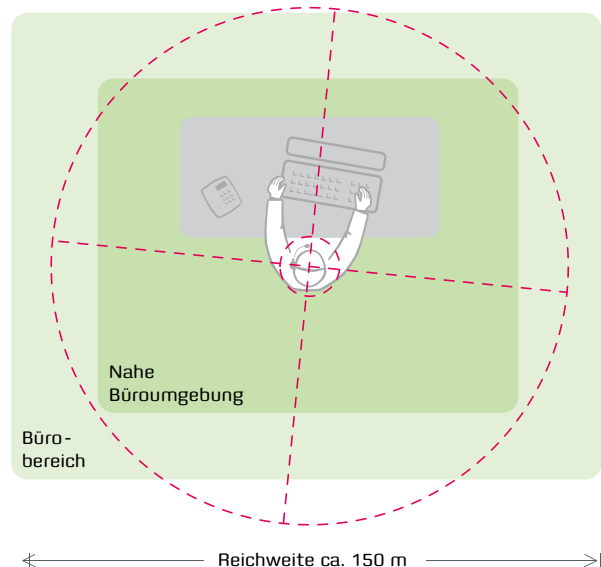 Nahe
Büroumgebung
Büro-
bereich
Reichweite ca. 150 m